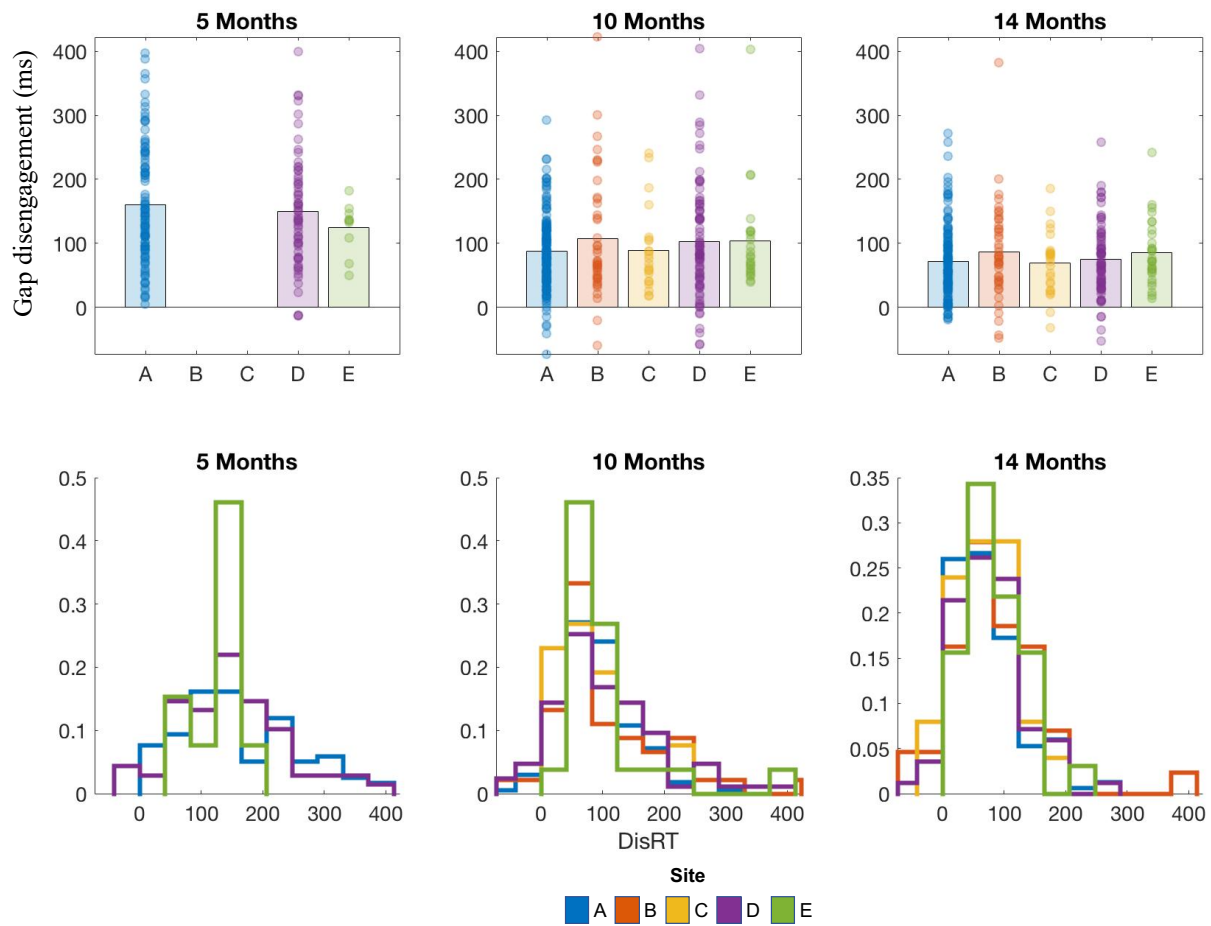 5 Months
10 Months
14 Months
Gap disengagement (ms)
400
300
200
100
0
A B C D E
400
300
200
100
0
A B C D E
400
300
200
100
0
A B C D E
5 Months
10 Months
14 Months
0.5
0.4
0.3
0.2
0.1
0
0 100 200 300 400
0.5
0.4
0.3
0.2
0.1
0
0 100 200 300 400
DisRT
0.35
0.3
0.25
0.2
0.15
0.1
0.05
0
0 100 200 300 400
Site
A B C D E